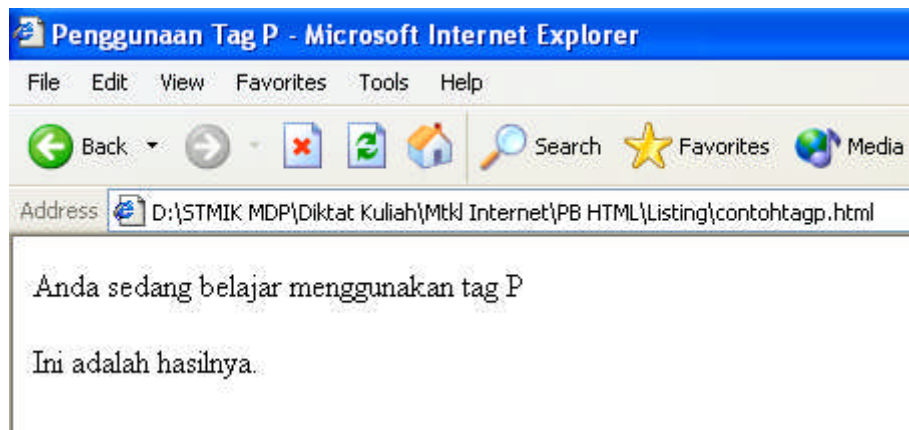 Penggunaan Tag P - Microsoft Internet Explorer
File Edit View Favorites Tools Help
Back Search Favorites Media
Address D:\STMIK MDP\Diktat Kuliah\Mtkl Internet\PB HTML\Listing\contohtagp.html
Anda sedang belajar menggunakan tag P
Ini adalah hasilnya.